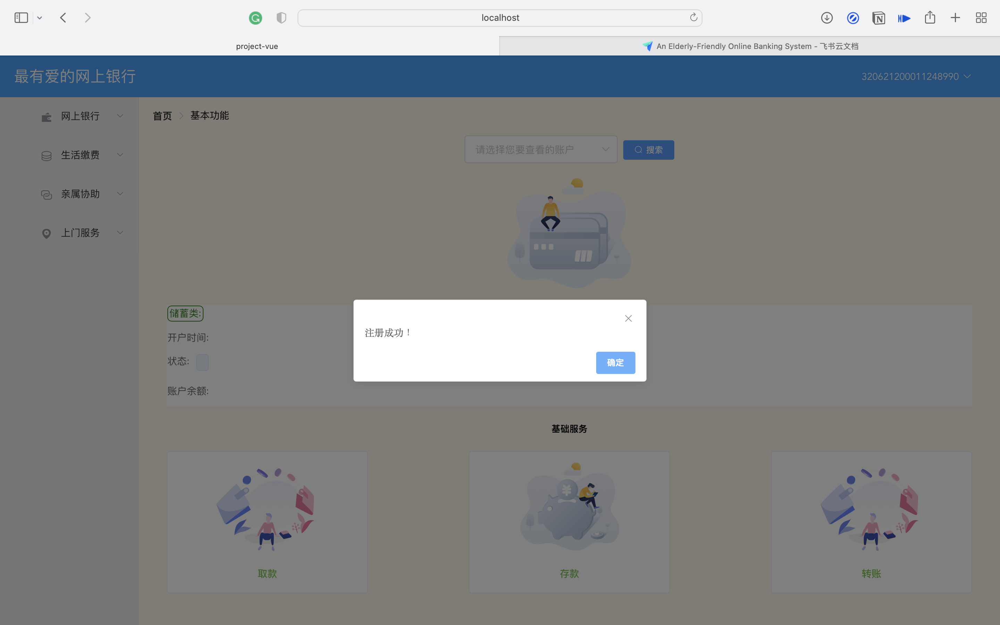 localhost
project-vue
An Elderly-Friendly Online Banking System - 飞书云文档
最有爱的网上银行
320621200011248990
网上银行
生活缴费
亲属协助
上门服务
首页 > 基本功能
请选择您要查看的账户
搜索
储蓄类:
开户时间:
状态:
账户余额:
注册成功！
确定
基础服务
取款
存款
转账